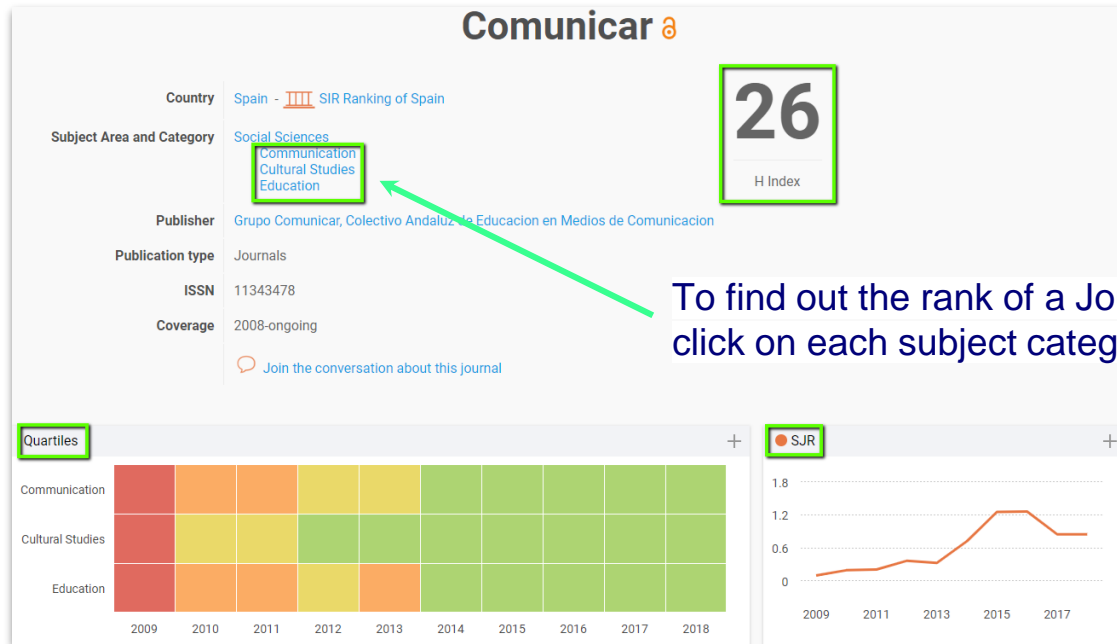 Comunicar
Country Spain - SIR Ranking of Spain
Subject Area and Category Social Sciences
Communication
Cultural Studies
Education
26
H Index
Publisher Grupo Comunicar, Colectivo Andaluz de Educacion en Medios de Comunicacion
Publication type Journals
ISSN 11343478
Coverage 2008-ongoing
Join the conversation about this journal
To find out the rank of a Jo
click on each subject categ
Quartiles
Communication
Cultural Studies
Education
2009 2010 2011 2012 2013 2014 2015 2016 2017 2018
SJR
1.8
1.2
0.6
0
2009 2011 2013 2015 2017